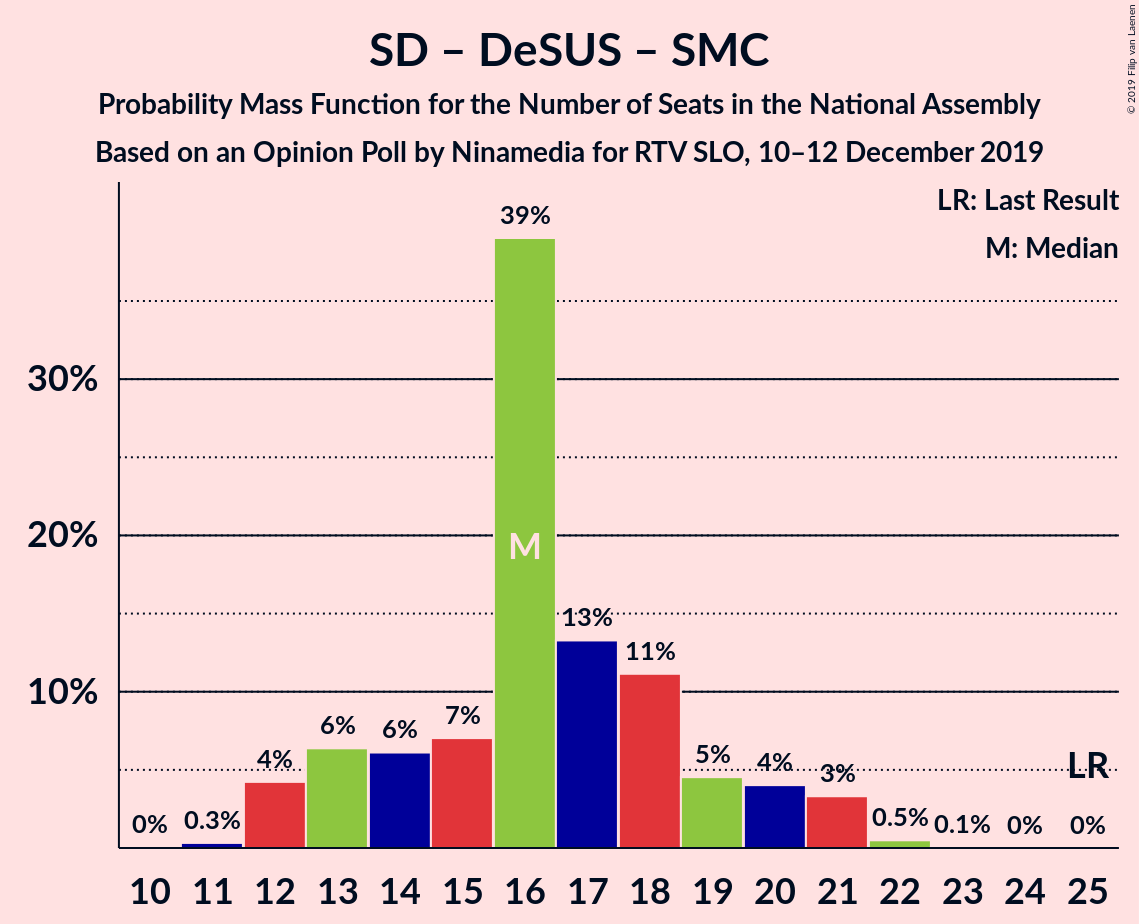 SD – DeSUS – SMC
Probability Mass Function for the Number of Seats in the National Assembly
Based on an Opinion Poll by Ninamedia for RTV SLO, 10–12 December 2019
© 2019 Filip van Laenen
LR: Last Result
M: Median
30%
20%
10%
0%
0.3%
4%
6%
6%
7%
39%
M
13%
11%
5%
4%
3%
0.5%
0.1%
0%
0%
LR
10 11 12 13 14 15 16 17 18 19 20 21 22 23 24 25